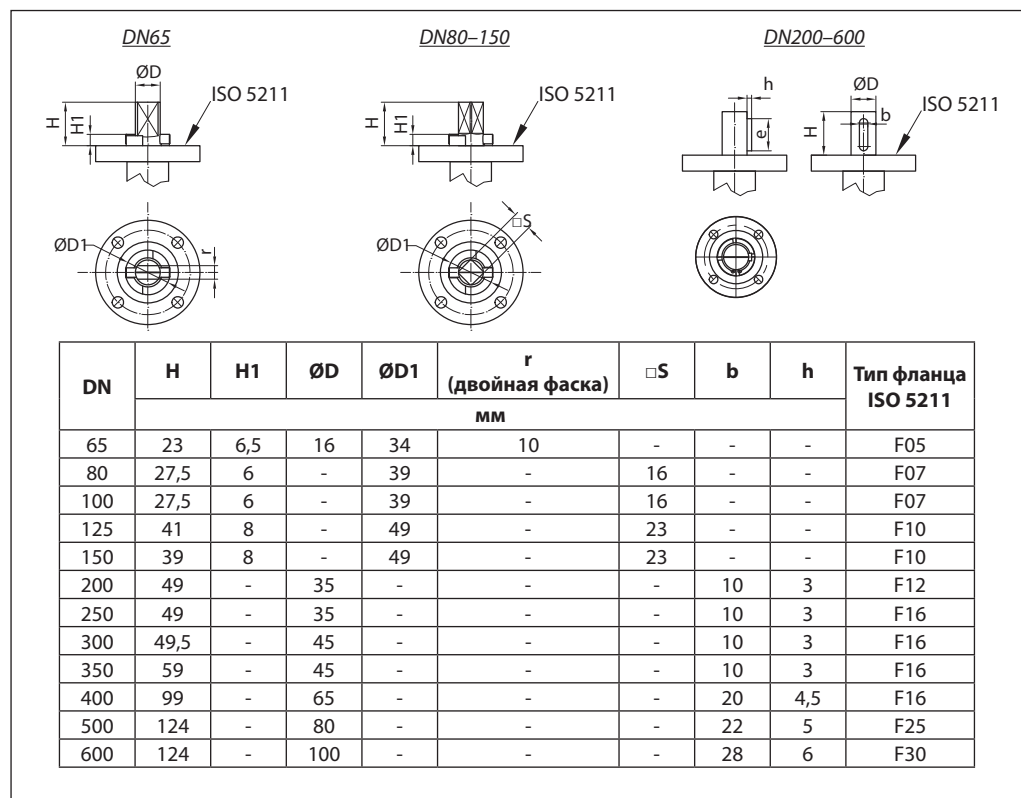 DN65 DN80–150 DN200–600
ØD ISO 5211 H H1
ISO 5211 H H1
h e ØD b H ISO 5211
ØD1 r
ØD1 □S
DN H H1 ØD ØD1 r (двойная фаска) □S b h Тип фланца ISO 5211
мм
65 23 6,5 16 34 10 - - - F05
80 27,5 6 - 39 - 16 - - F07
100 27,5 6 - 39 - 16 - - F07
125 41 8 - 49 - 23 - - F10
150 39 8 - 49 - 23 - - F10
200 49 - 35 - - - 10 3 F12
250 49 - 35 - - - 10 3 F16
300 49,5 - 45 - - - 10 3 F16
350 59 - 45 - - - 10 3 F16
400 99 - 65 - - - 20 4,5 F16
500 124 - 80 - - - 22 5 F25
600 124 - 100 - - - 28 6 F30